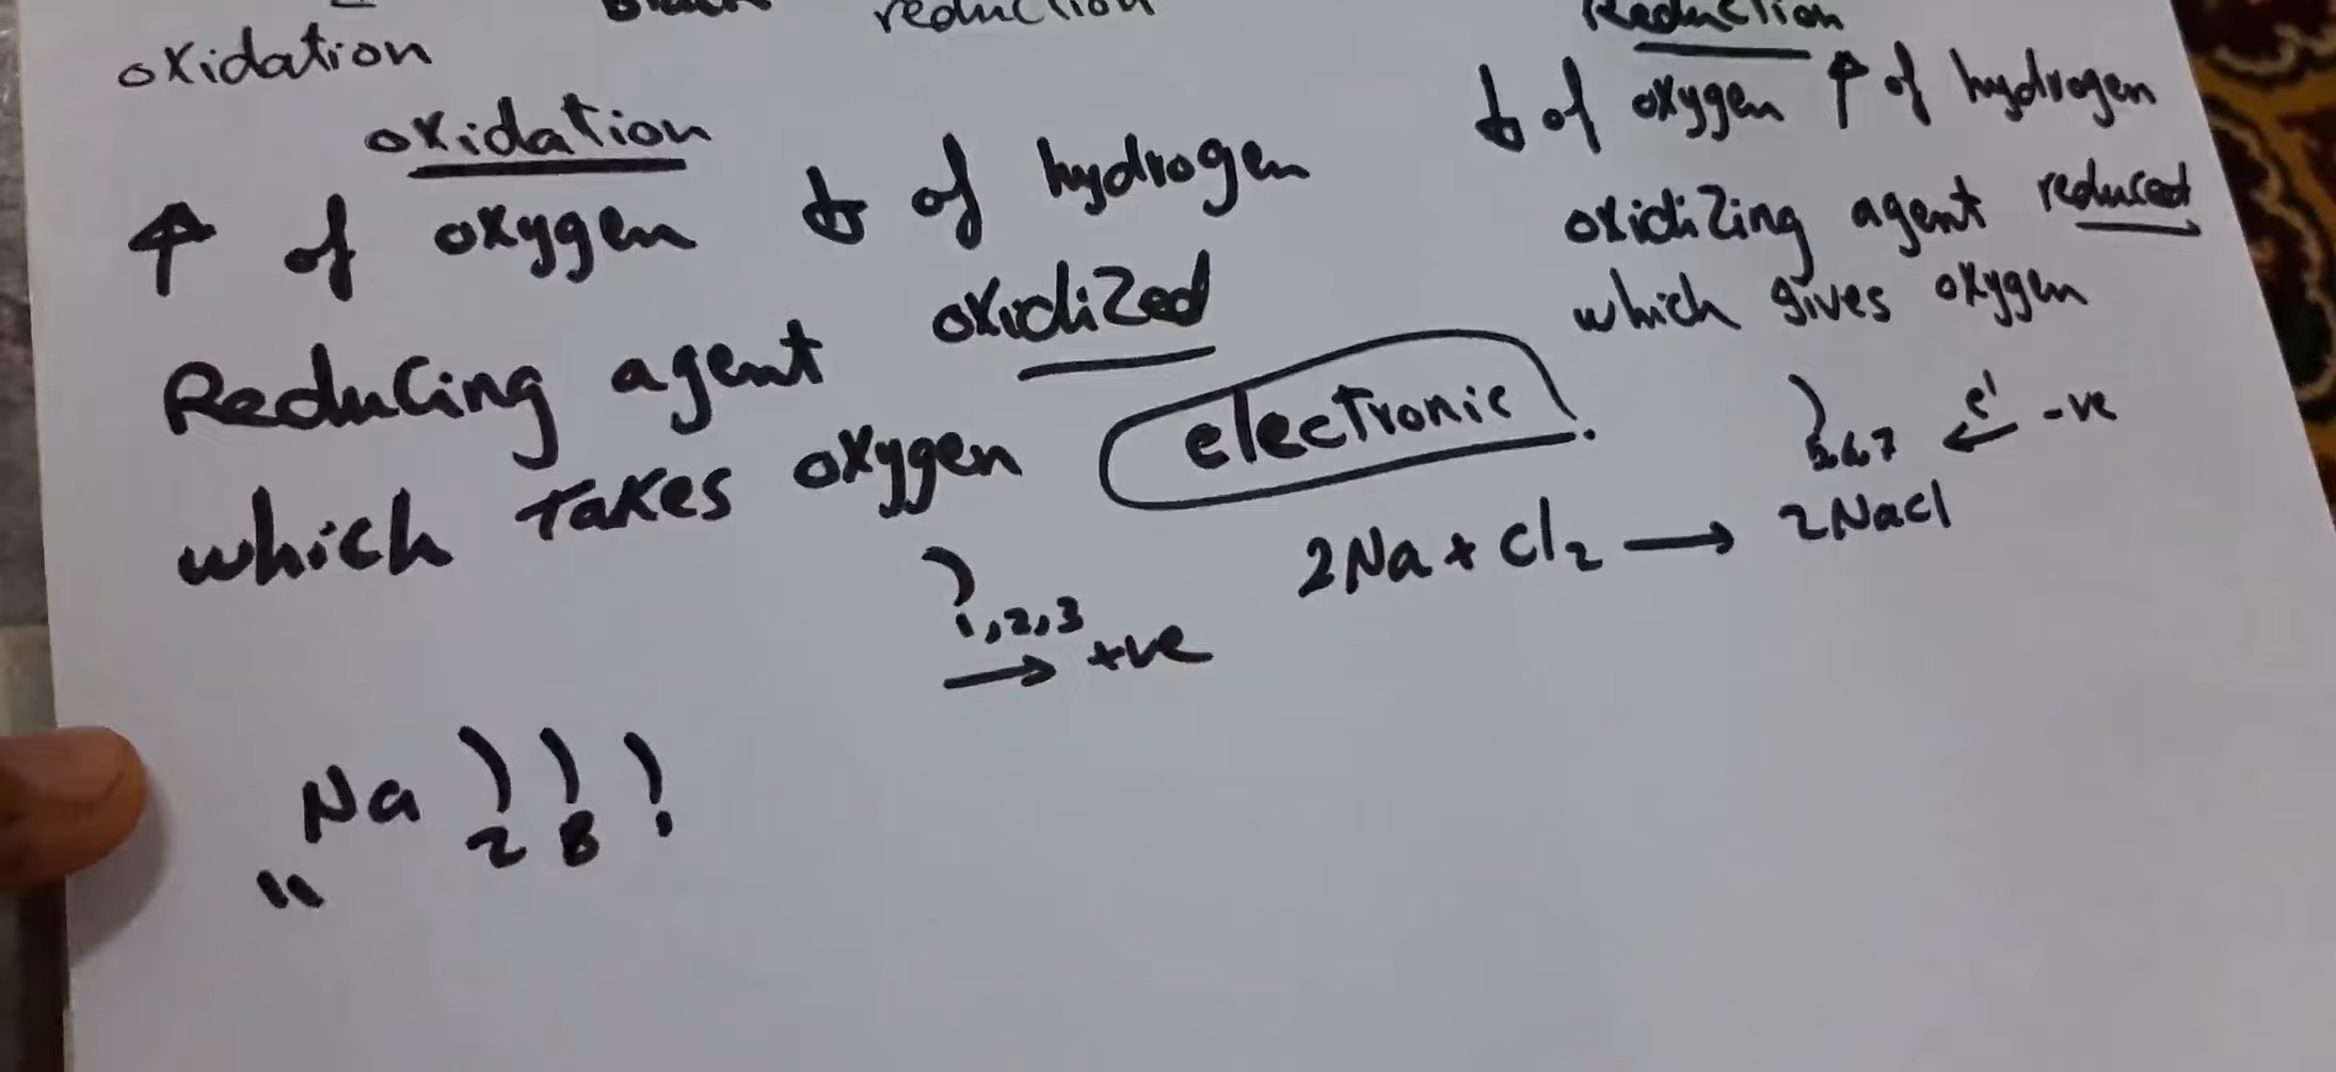 reduction
oxidation
oxidation
↑ of oxygen ↓ of hydrogen
Reducing agent oxidized
which takes oxygen
Reduction
↓ of oxygen ↑ of hydrogen
oxidizing agent reduced
which gives oxygen
electronic
) 5,6,7 ← e' -ve
2Na + Cl2 → 2NaCl
) 1,2,3
→ +ve
Na ) ) )
11 2 8 1